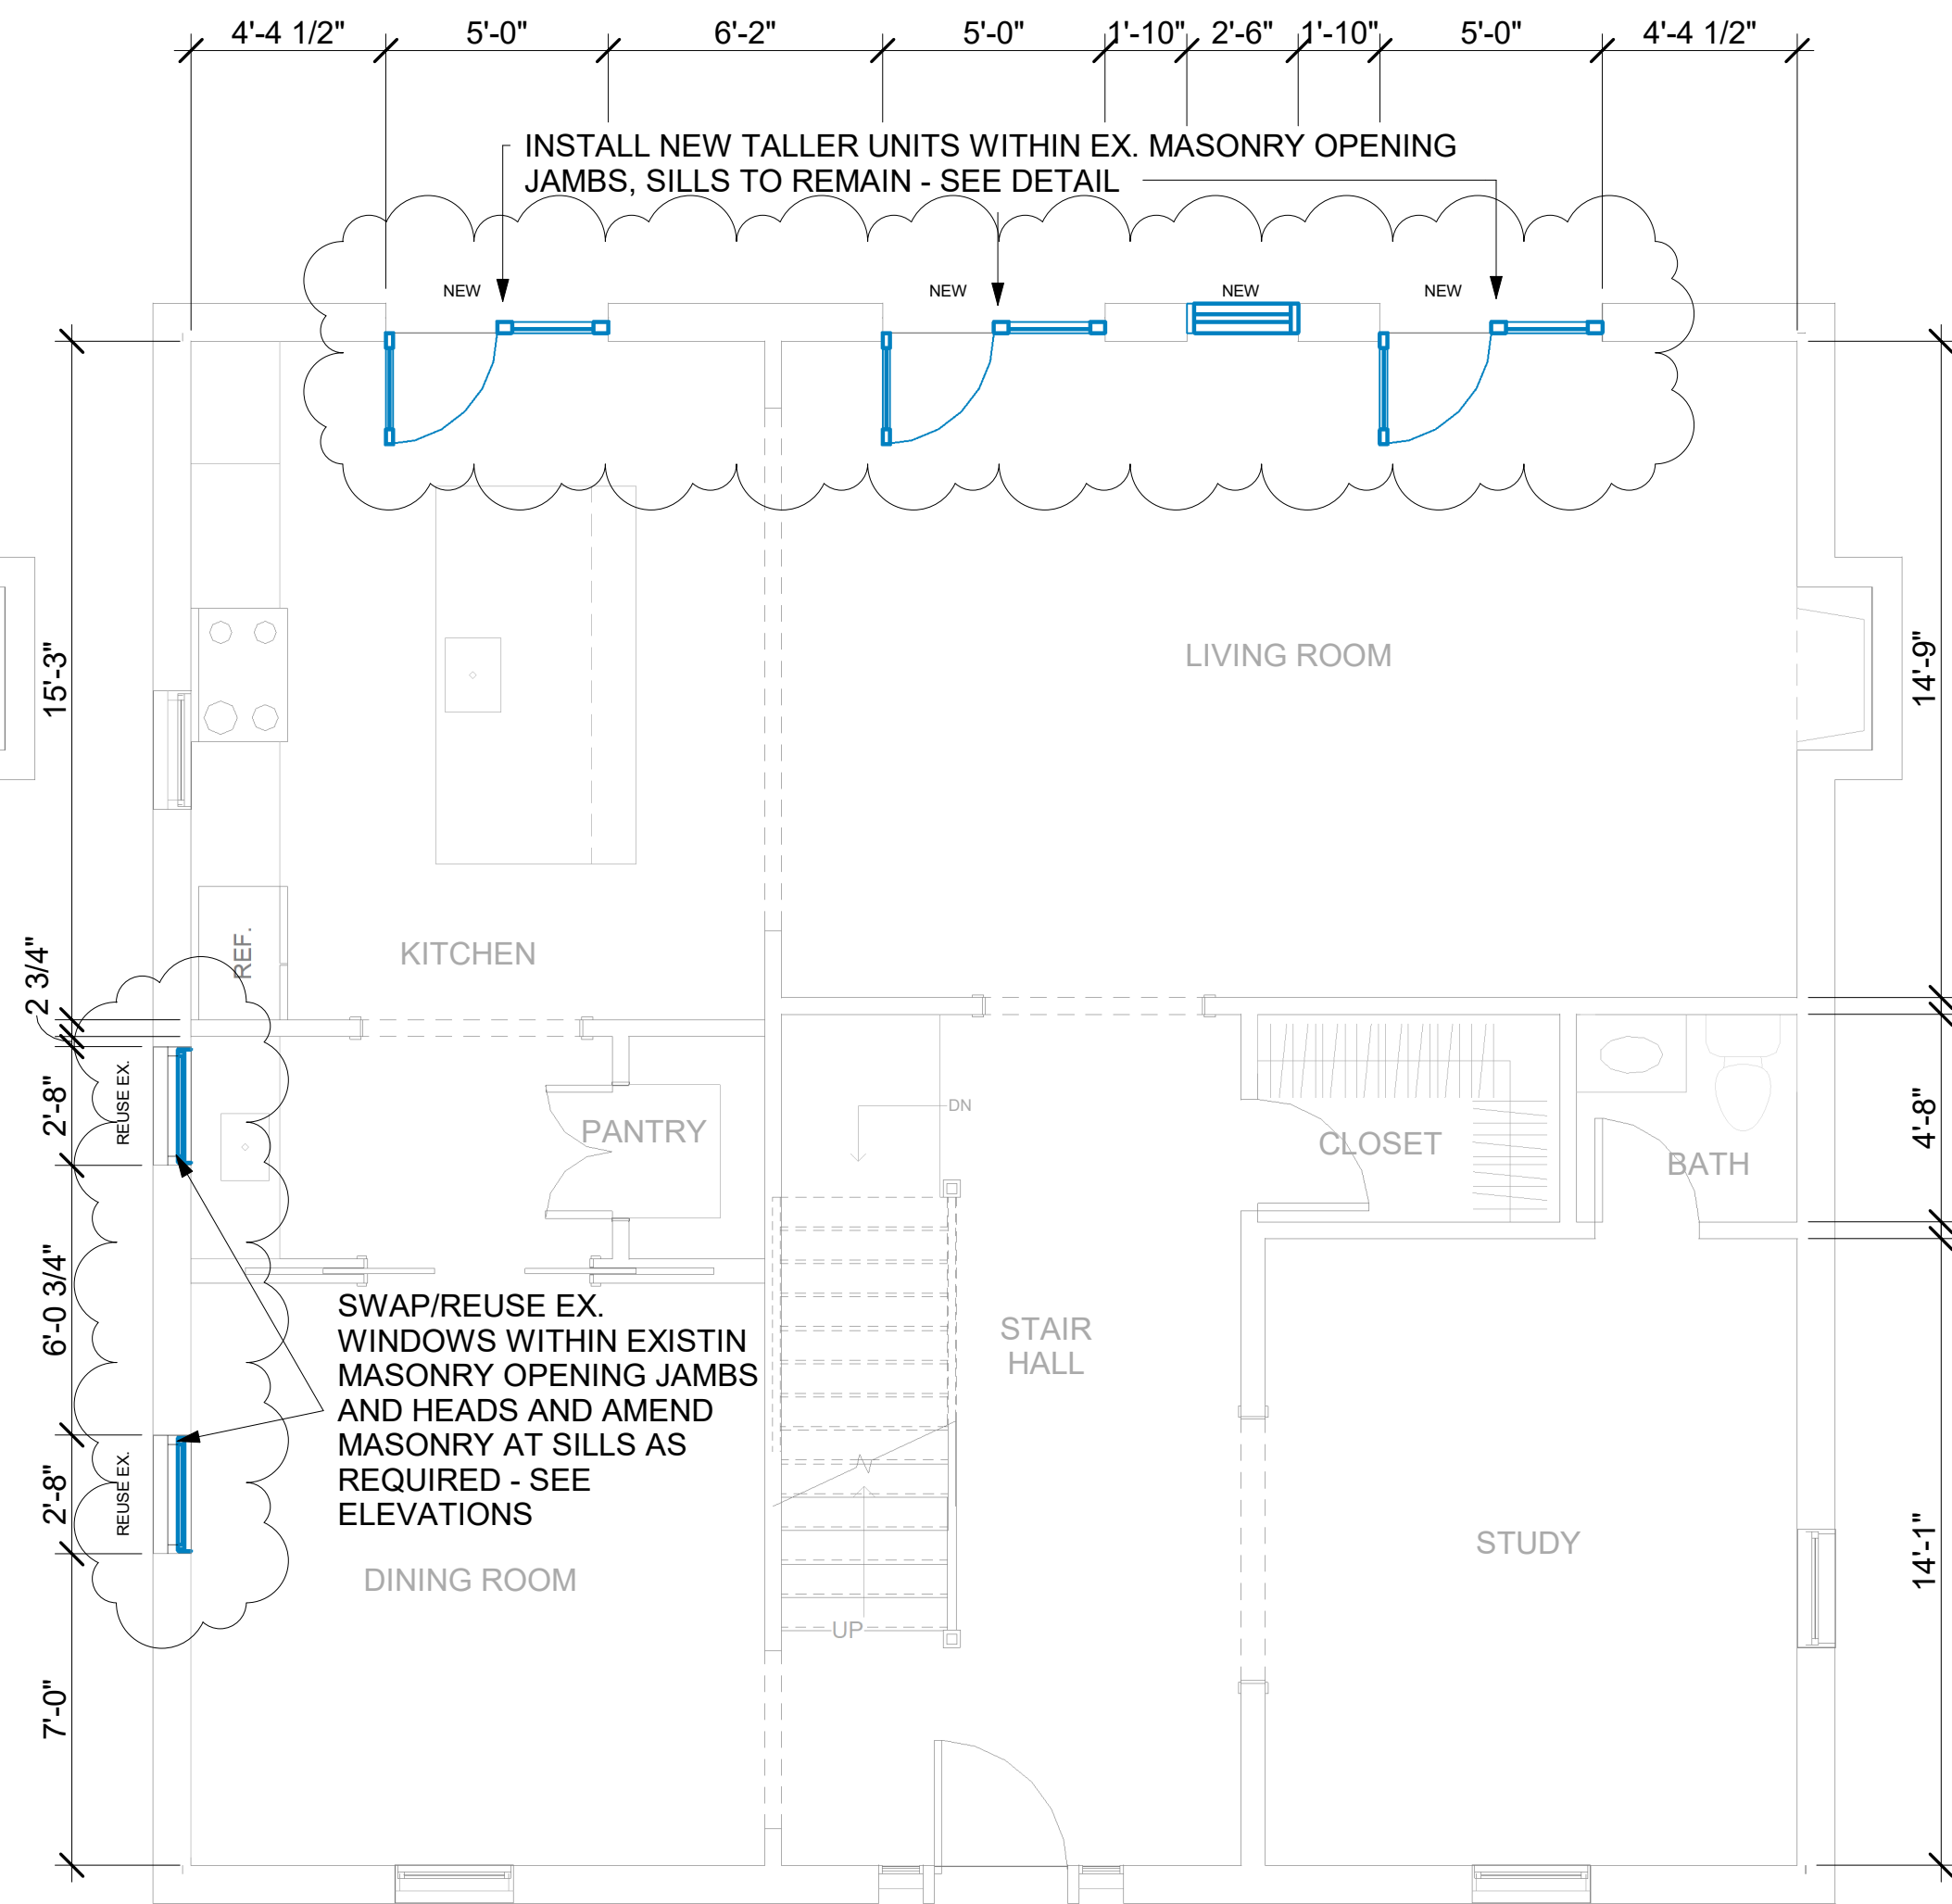 4'-4 1/2" 5'-0" 6'-2" 5'-0" 1'-10" 2'-6" 1'-10" 5'-0" 4'-4 1/2"
INSTALL NEW TALLER UNITS WITHIN EX. MASONRY OPENING
JAMBS, SILLS TO REMAIN - SEE DETAIL
NEW NEW NEW NEW
15'-3"
LIVING ROOM
14'-9"
REF.
KITCHEN
2 3/4"
2'-8"
REUSE EX.
PANTRY
DN
CLOSET
BATH
4'-8"
6'-0 3/4"
SWAP/REUSE EX.
WINDOWS WITHIN EXISTIN
MASONRY OPENING JAMBS
AND HEADS AND AMEND
MASONRY AT SILLS AS
REQUIRED - SEE
ELEVATIONS
STAIR
HALL
2'-8"
REUSE EX.
STUDY
14'-1"
DINING ROOM
UP
7'-0"